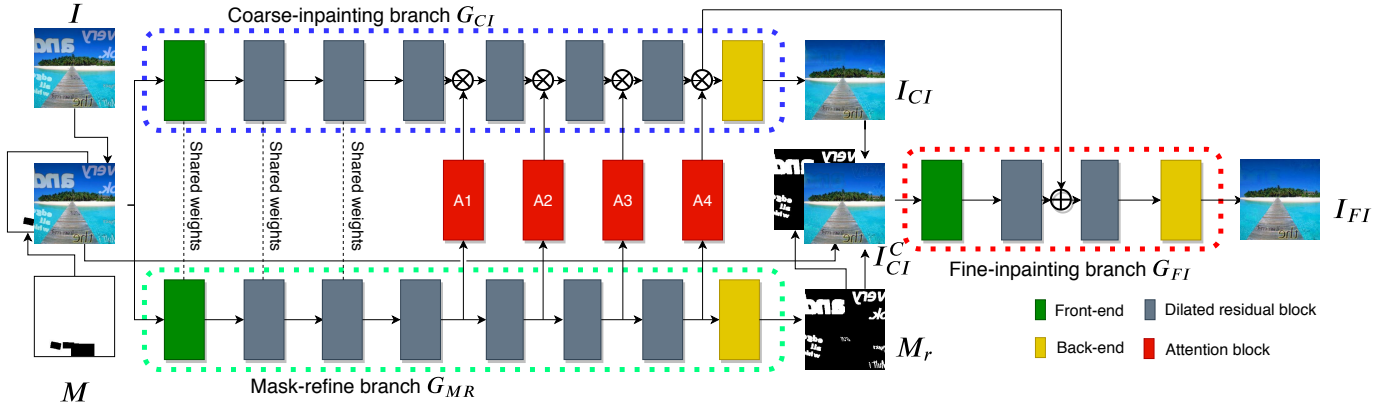 I
Coarse-inpainting branch G_CI
Shared weights
Shared weights
Shared weights
A1
A2
A3
A4
I_CI
I_CI^C
I_FI
Fine-inpainting branch G_FI
Front-end
Dilated residual block
Back-end
Attention block
M_r
Mask-refine branch G_MR
M